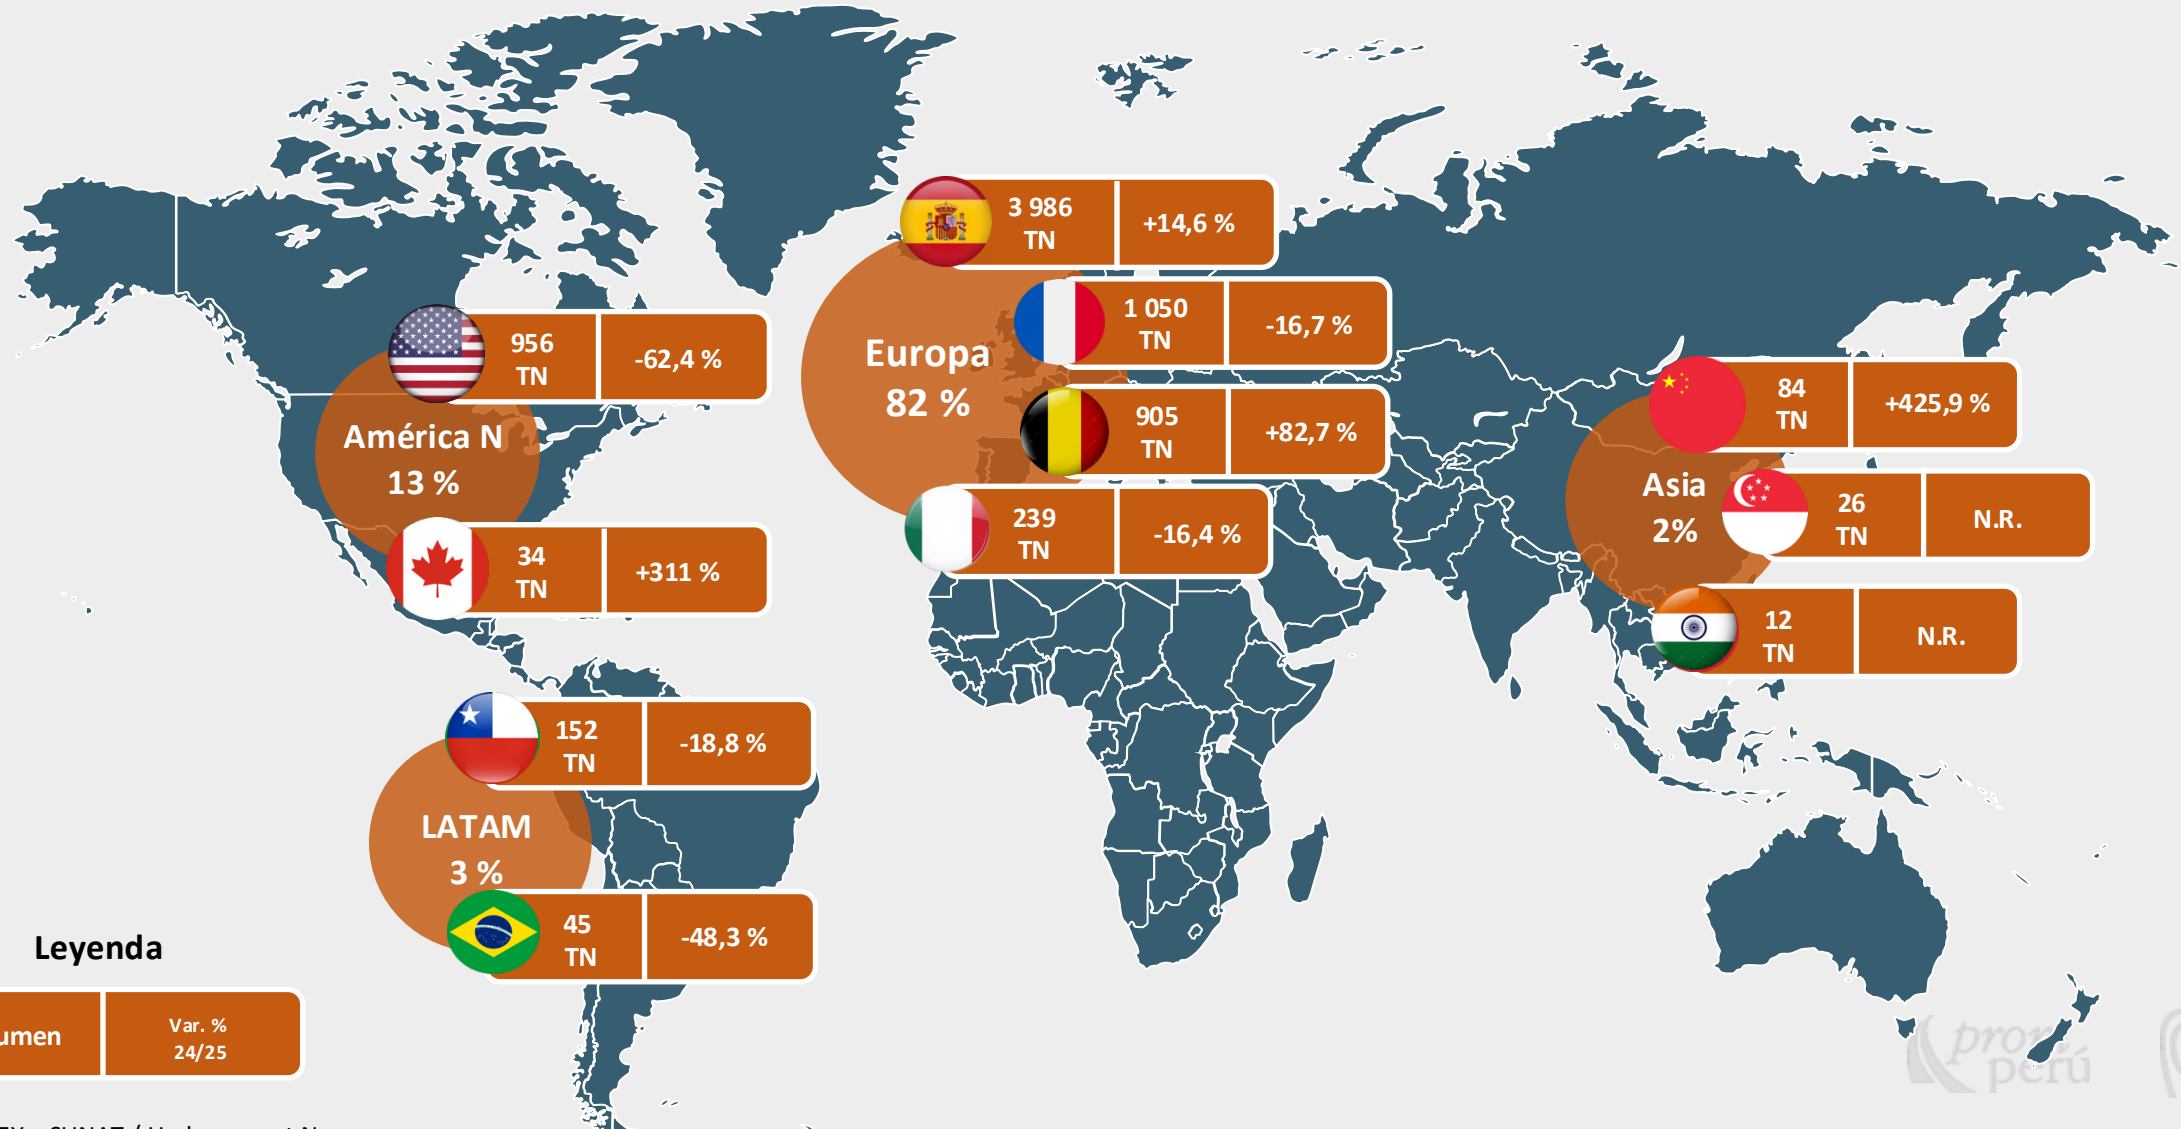 3 986
TN
+14,6 %
1 050
TN
-16,7 %
Europa
82 %
905
TN
+82,7 %
239
TN
-16,4 %
956
TN
-62,4 %
América N
13 %
34
TN
+311 %
84
TN
+425,9 %
Asia
2%
26
TN
N.R.
12
TN
N.R.
152
TN
-18,8 %
LATAM
3 %
45
TN
-48,3 %
Leyenda
umen
Var. %
24/25
perú